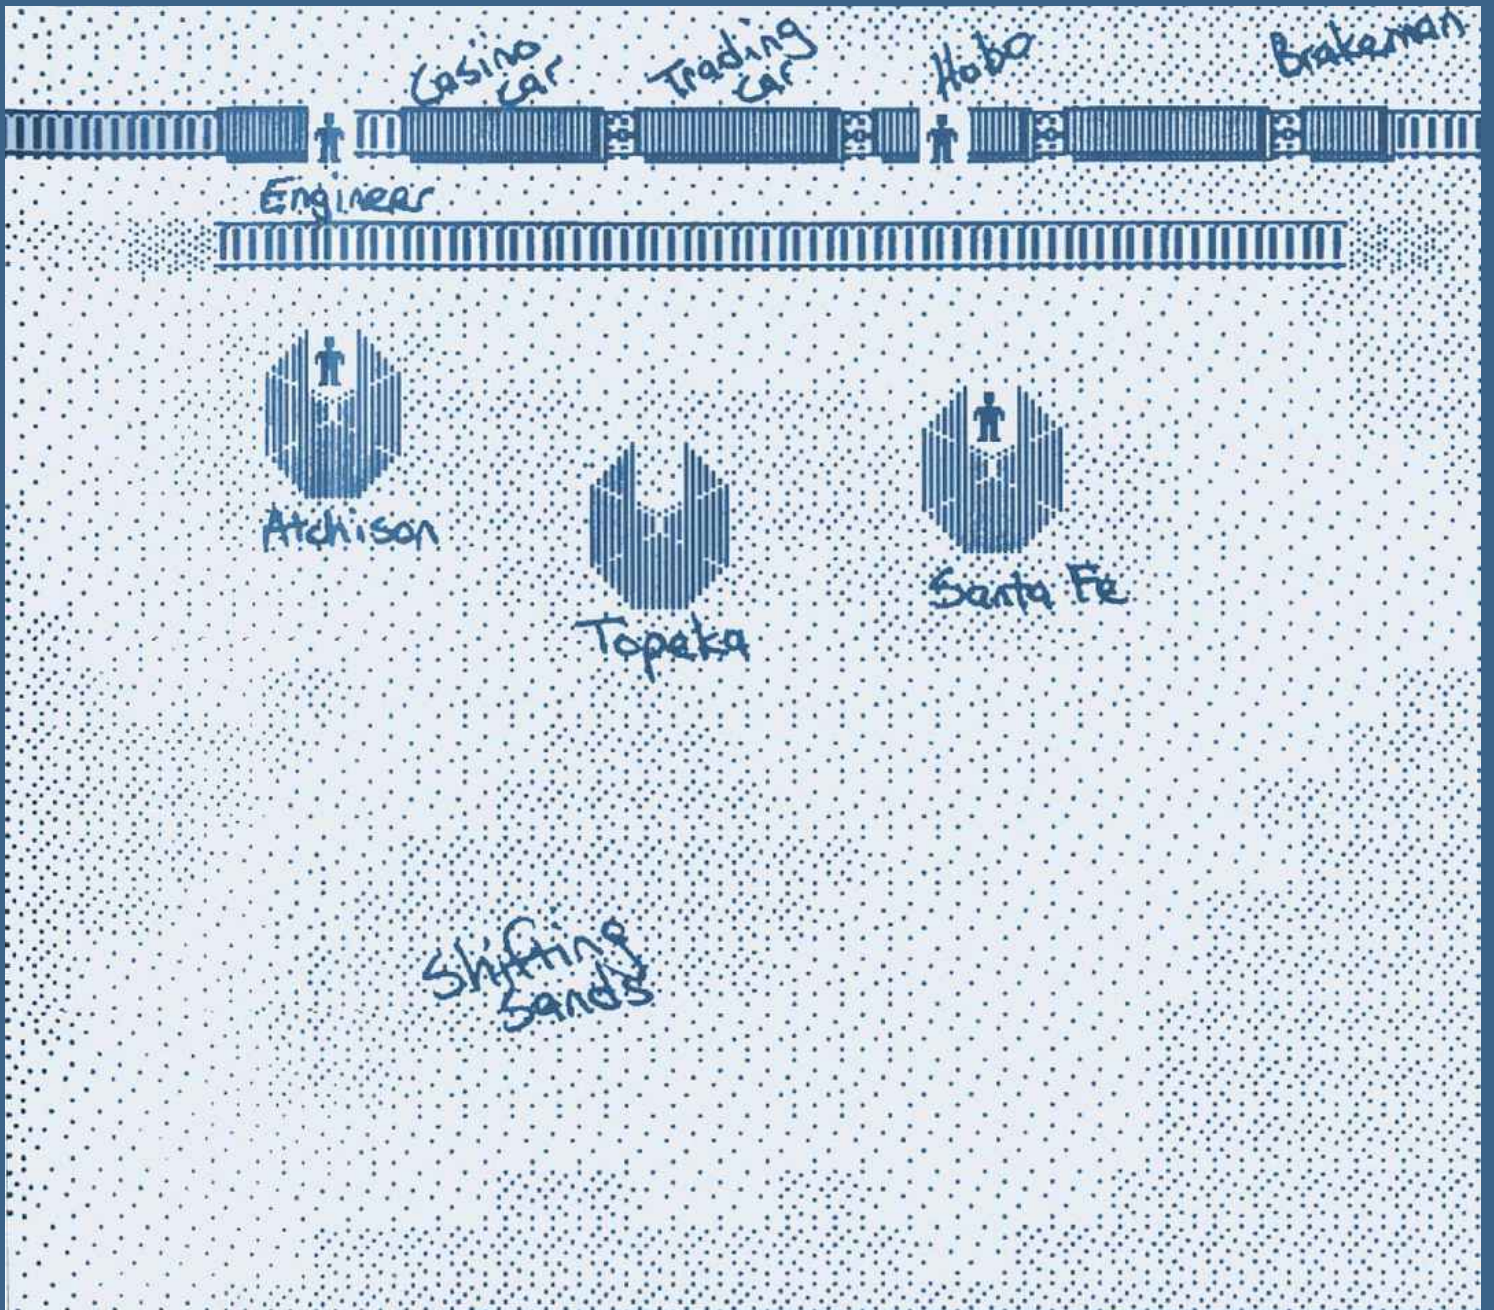 Casino
Car
Trading
Car
Hobo
Brakeman
Engineer
Atchison
Topeka
Santa Fe
Shifting
Sands